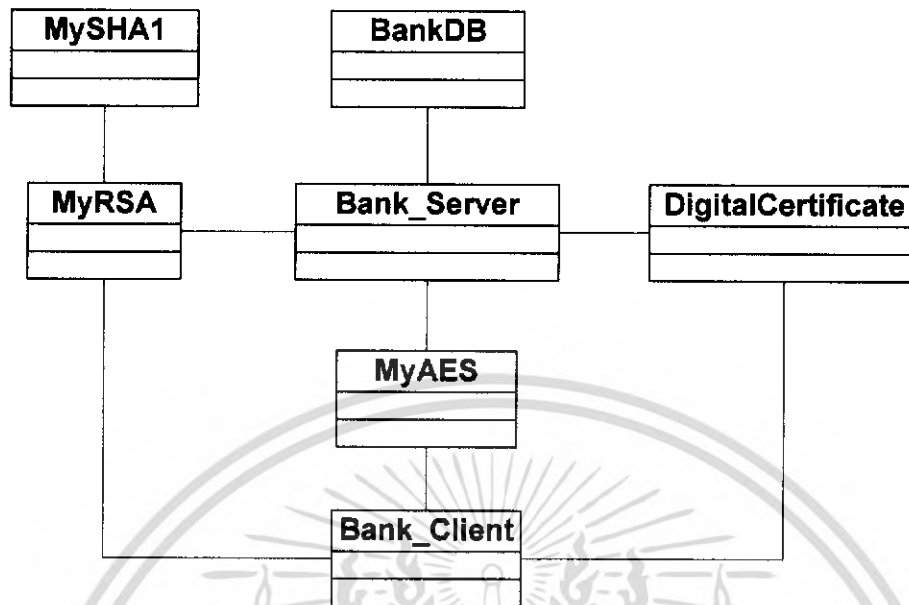 MySHA1
BankDB
MyRSA
Bank_Server
DigitalCertificate
MyAES
Bank_Client